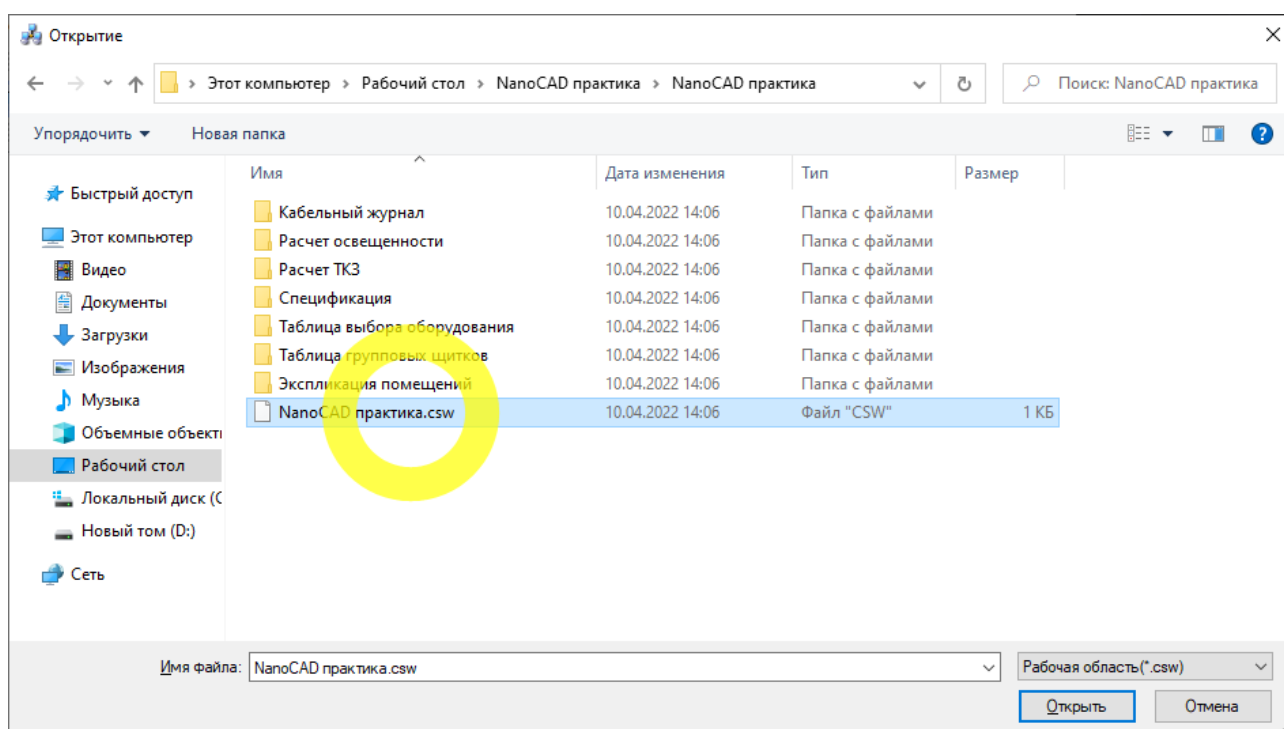 Открытие
Этот компьютер › Рабочий стол › NanoCAD практика › NanoCAD практика
Поиск: NanoCAD практика
Упорядочить Новая папка
Имя Дата изменения Тип Размер
Быстрый доступ
Этот компьютер
Видео
Документы
Загрузки
Изображения
Музыка
Объемные объекты
Рабочий стол
Локальный диск (C
Новый том (D:)
Сеть
Кабельный журнал 10.04.2022 14:06 Папка с файлами
Расчет освещенности 10.04.2022 14:06 Папка с файлами
Расчет ТКЗ 10.04.2022 14:06 Папка с файлами
Спецификация 10.04.2022 14:06 Папка с файлами
Таблица выбора оборудования 10.04.2022 14:06 Папка с файлами
Таблица групповых щитков 10.04.2022 14:06 Папка с файлами
Экспликация помещений 10.04.2022 14:06 Папка с файлами
NanoCAD практика.csw 10.04.2022 14:06 Файл "CSW" 1 КБ
Имя файла: NanoCAD практика.csw Рабочая область(*.csw)
Открыть Отмена